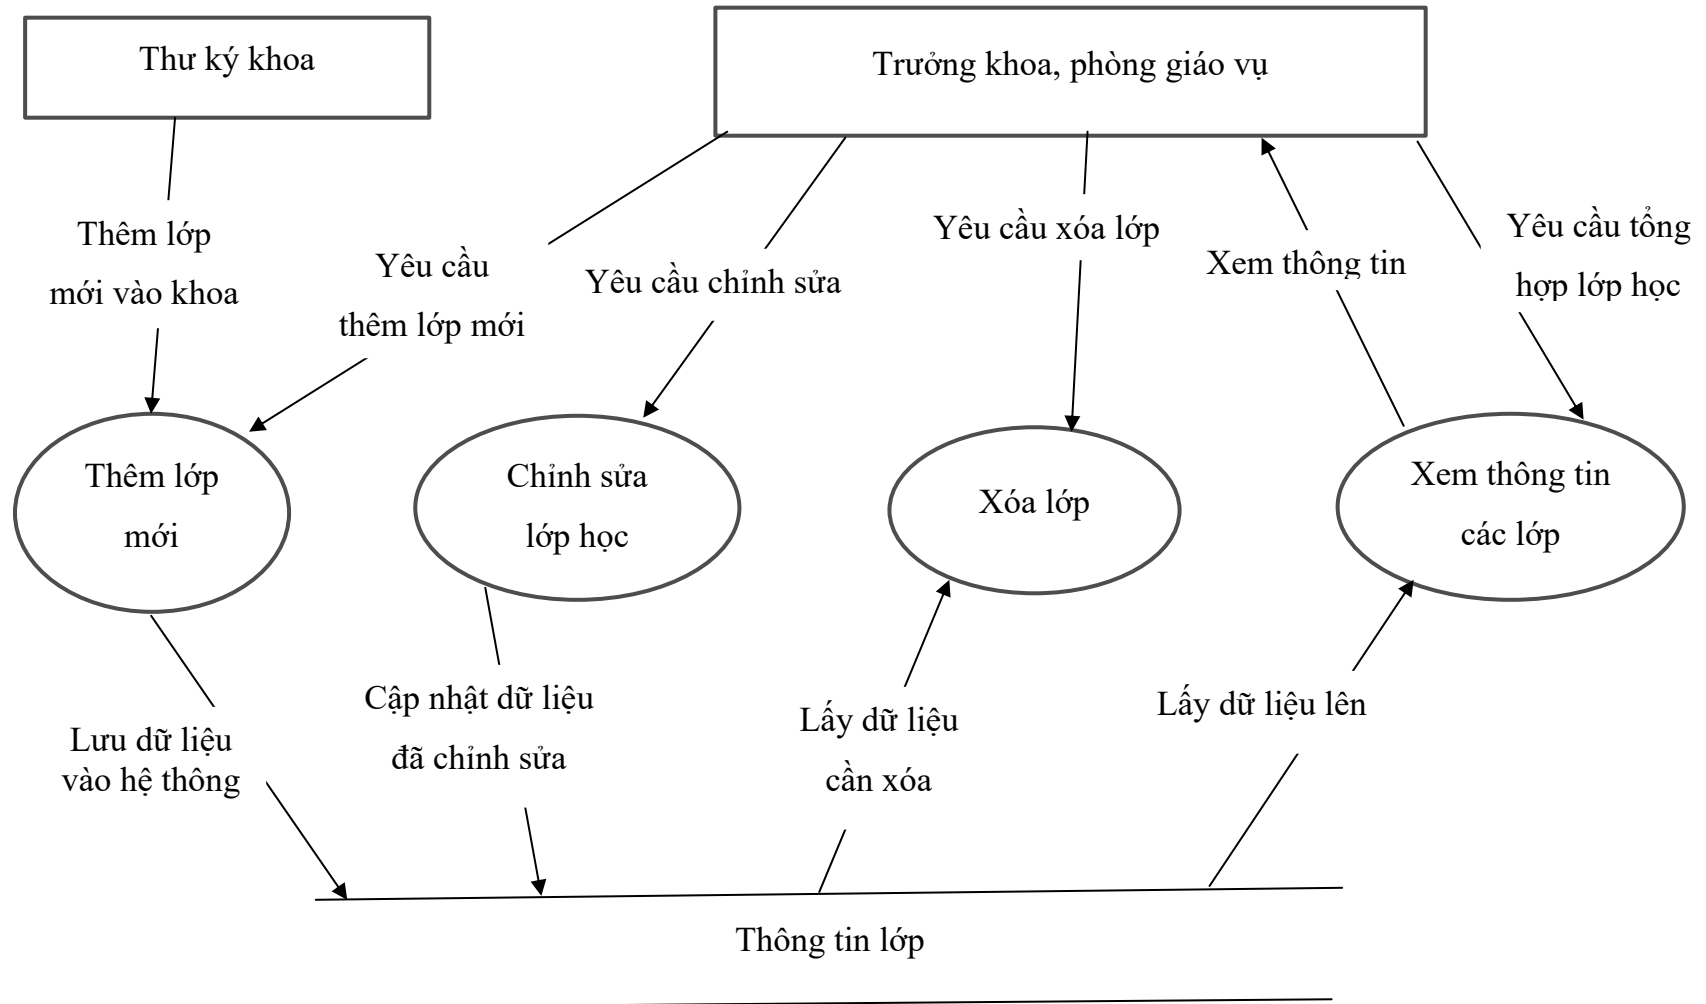 Thư ký khoa
Trưởng khoa, phòng giáo vụ
Thêm lớp
mới vào khoa
Yêu cầu
thêm lớp mới
Yêu cầu chỉnh sửa
Yêu cầu xóa lớp
Xem thông tin
Yêu cầu tổng
hợp lớp học
Thêm lớp
mới
Chỉnh sửa
lớp học
Xóa lớp
Xem thông tin
các lớp
Lưu dữ liệu
vào hệ thông
Cập nhật dữ liệu
đã chỉnh sửa
Lấy dữ liệu
cần xóa
Lấy dữ liệu lên
Thông tin lớp